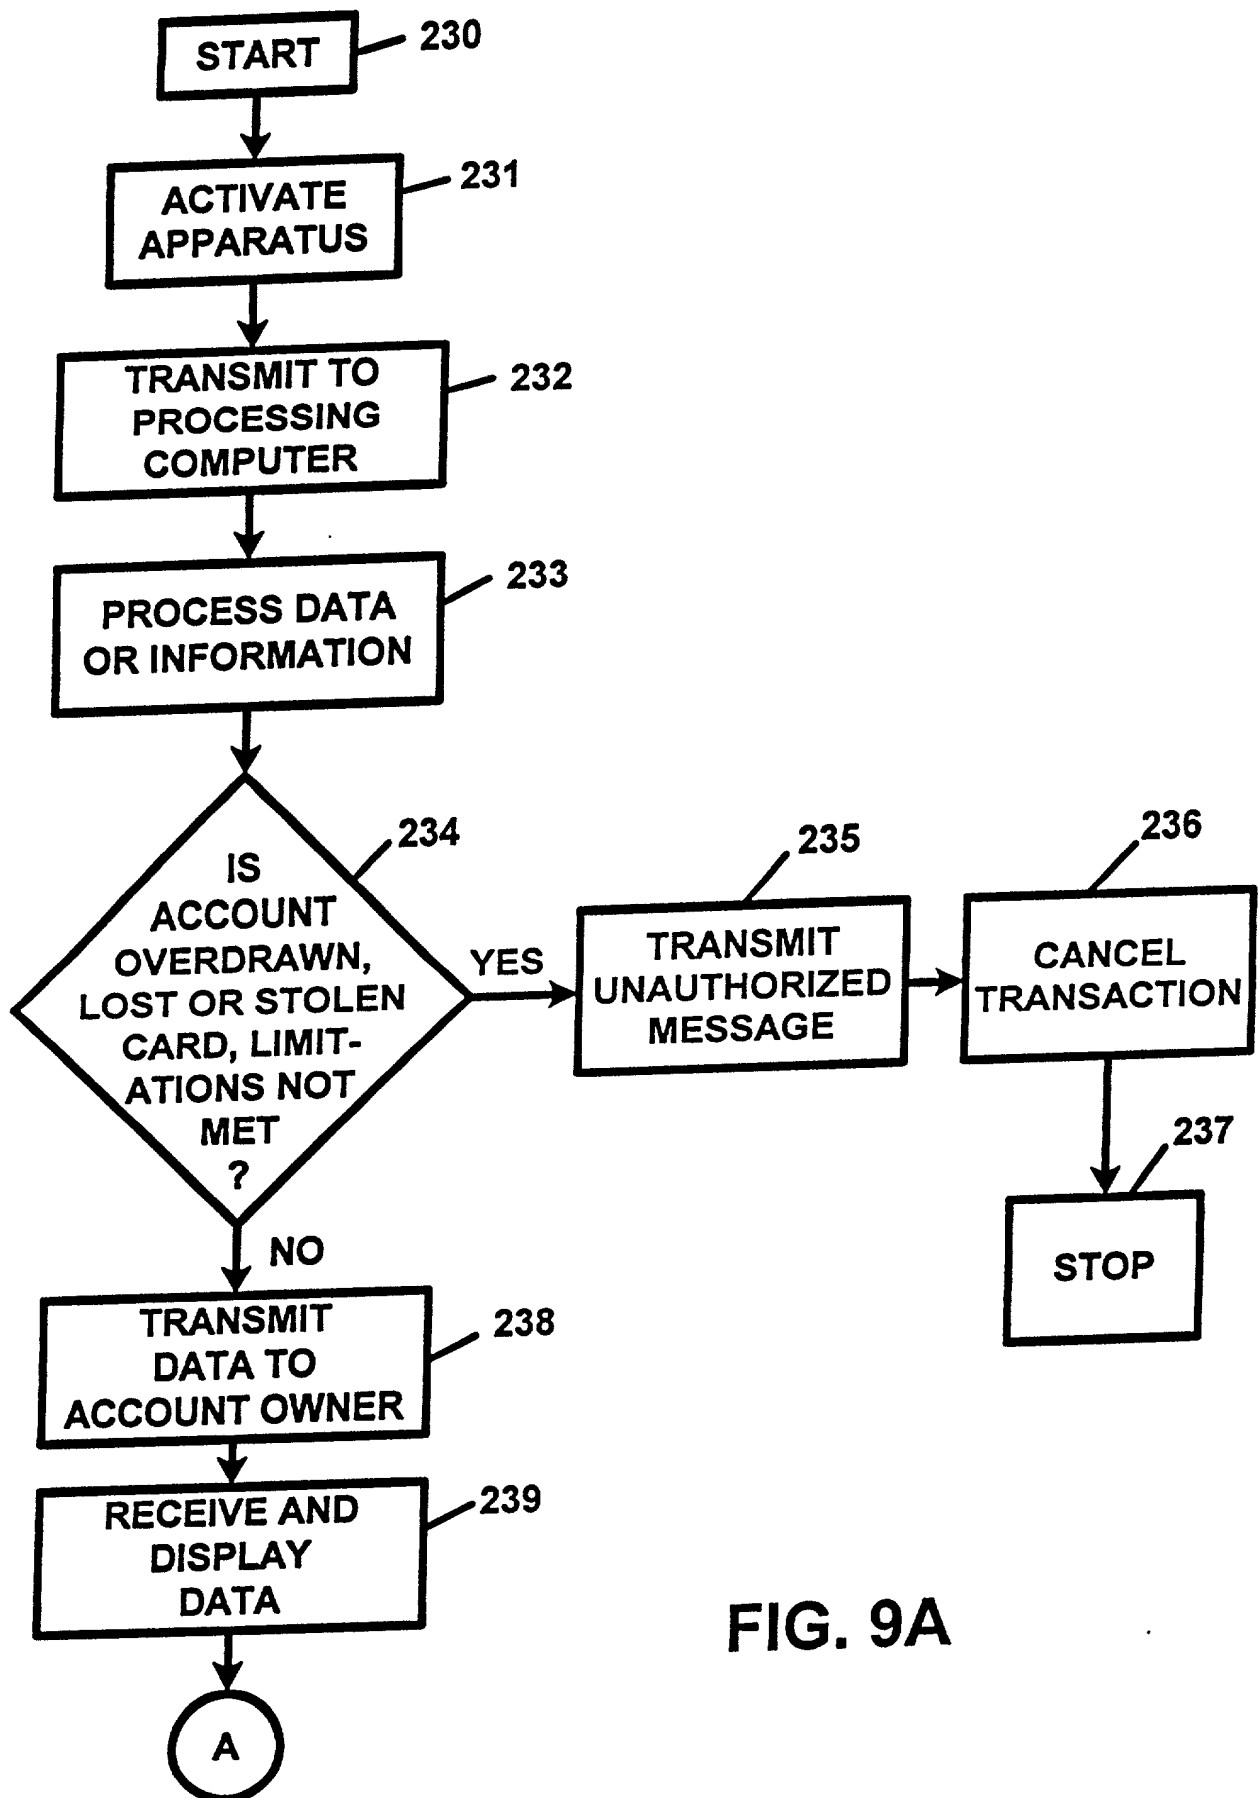 START
230
ACTIVATE
APPARATUS
231
TRANSMIT TO
PROCESSING
COMPUTER
232
PROCESS DATA
OR INFORMATION
233
IS
ACCOUNT
OVERDRAWN,
LOST OR STOLEN
CARD, LIMIT-
ATIONS NOT
MET
?
234
YES
TRANSMIT
UNAUTHORIZED
MESSAGE
235
CANCEL
TRANSACTION
236
STOP
237
NO
TRANSMIT
DATA TO
ACCOUNT OWNER
238
RECEIVE AND
DISPLAY
DATA
239
A
FIG. 9A